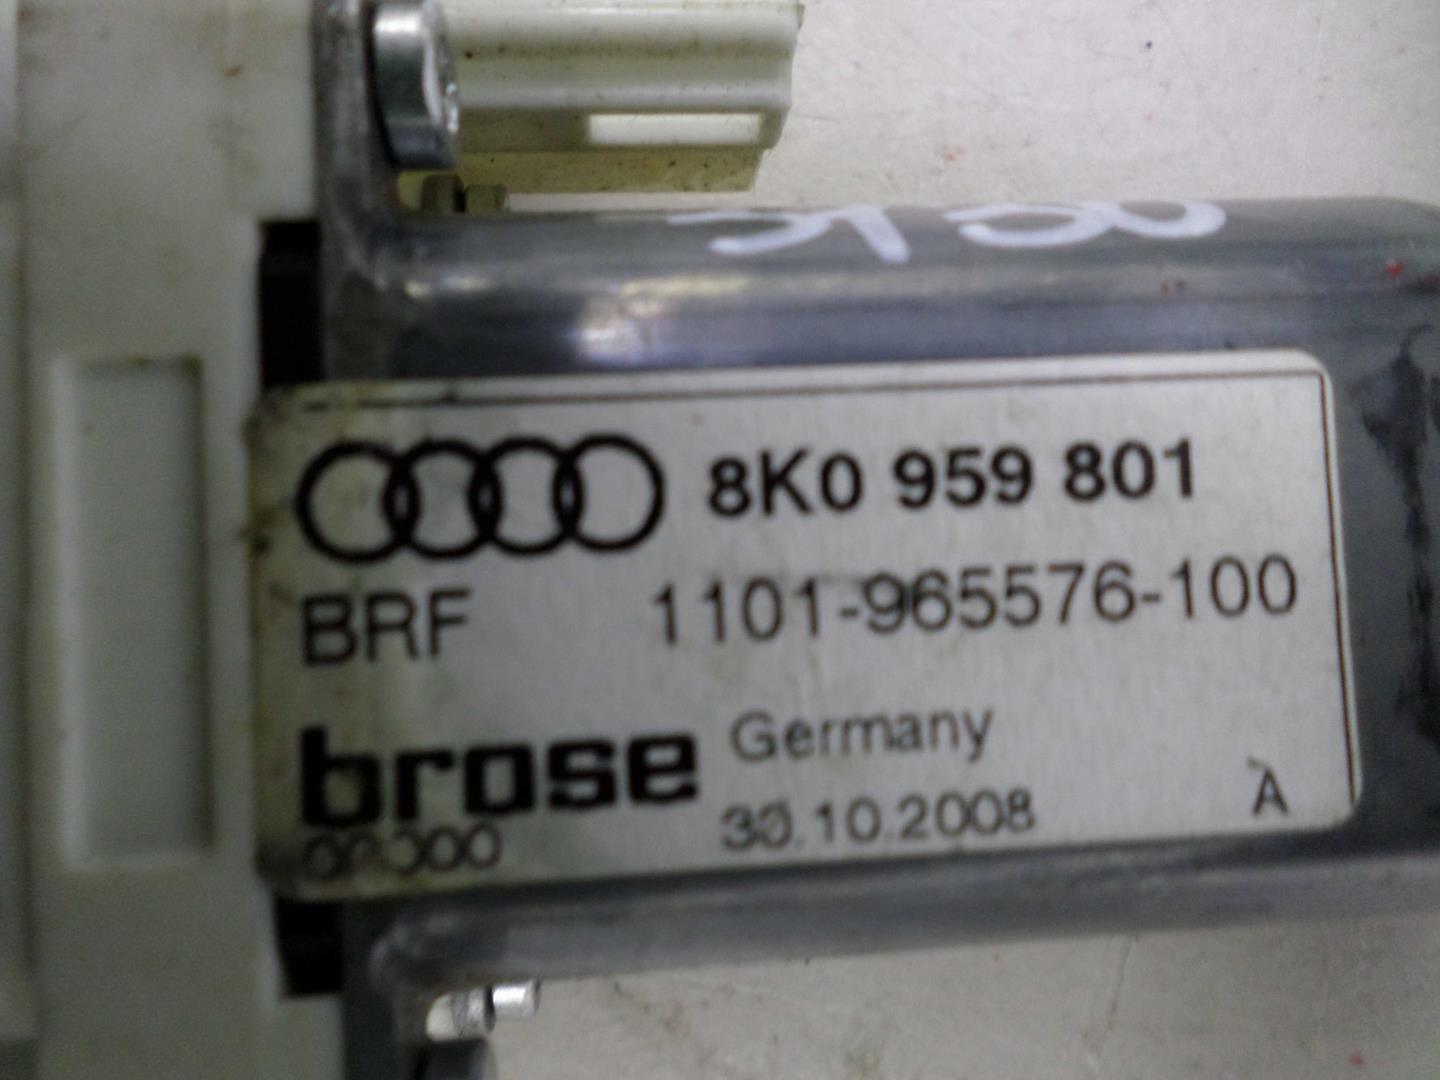 8K0 959 801
BRF 1101-965576-100
brose Germany
30.10.2008 A